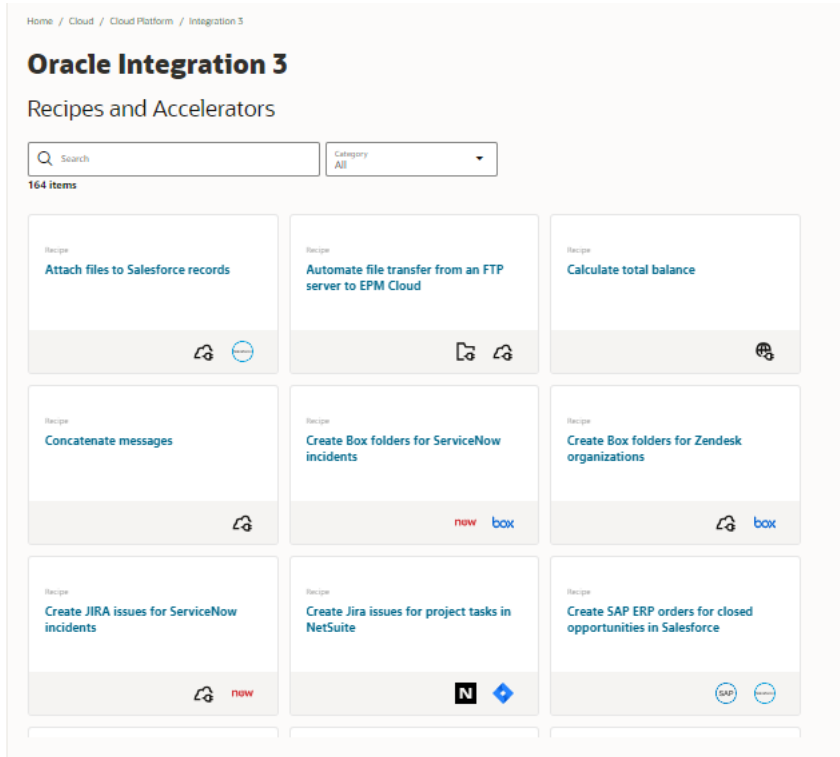 Home / Cloud / Cloud Platform / Integration 3
Oracle Integration 3
Recipes and Accelerators
Search
Category
All
164 items
Recipe
Attach files to Salesforce records
Recipe
Automate file transfer from an FTP
server to EPM Cloud
Recipe
Calculate total balance
Recipe
Concatenate messages
Recipe
Create Box folders for ServiceNow
incidents
now box
Recipe
Create Box folders for Zendesk
organizations
box
Recipe
Create JIRA issues for ServiceNow
incidents
now
Recipe
Create Jira issues for project tasks in
NetSuite
N
Recipe
Create SAP ERP orders for closed
opportunities in Salesforce
SAP